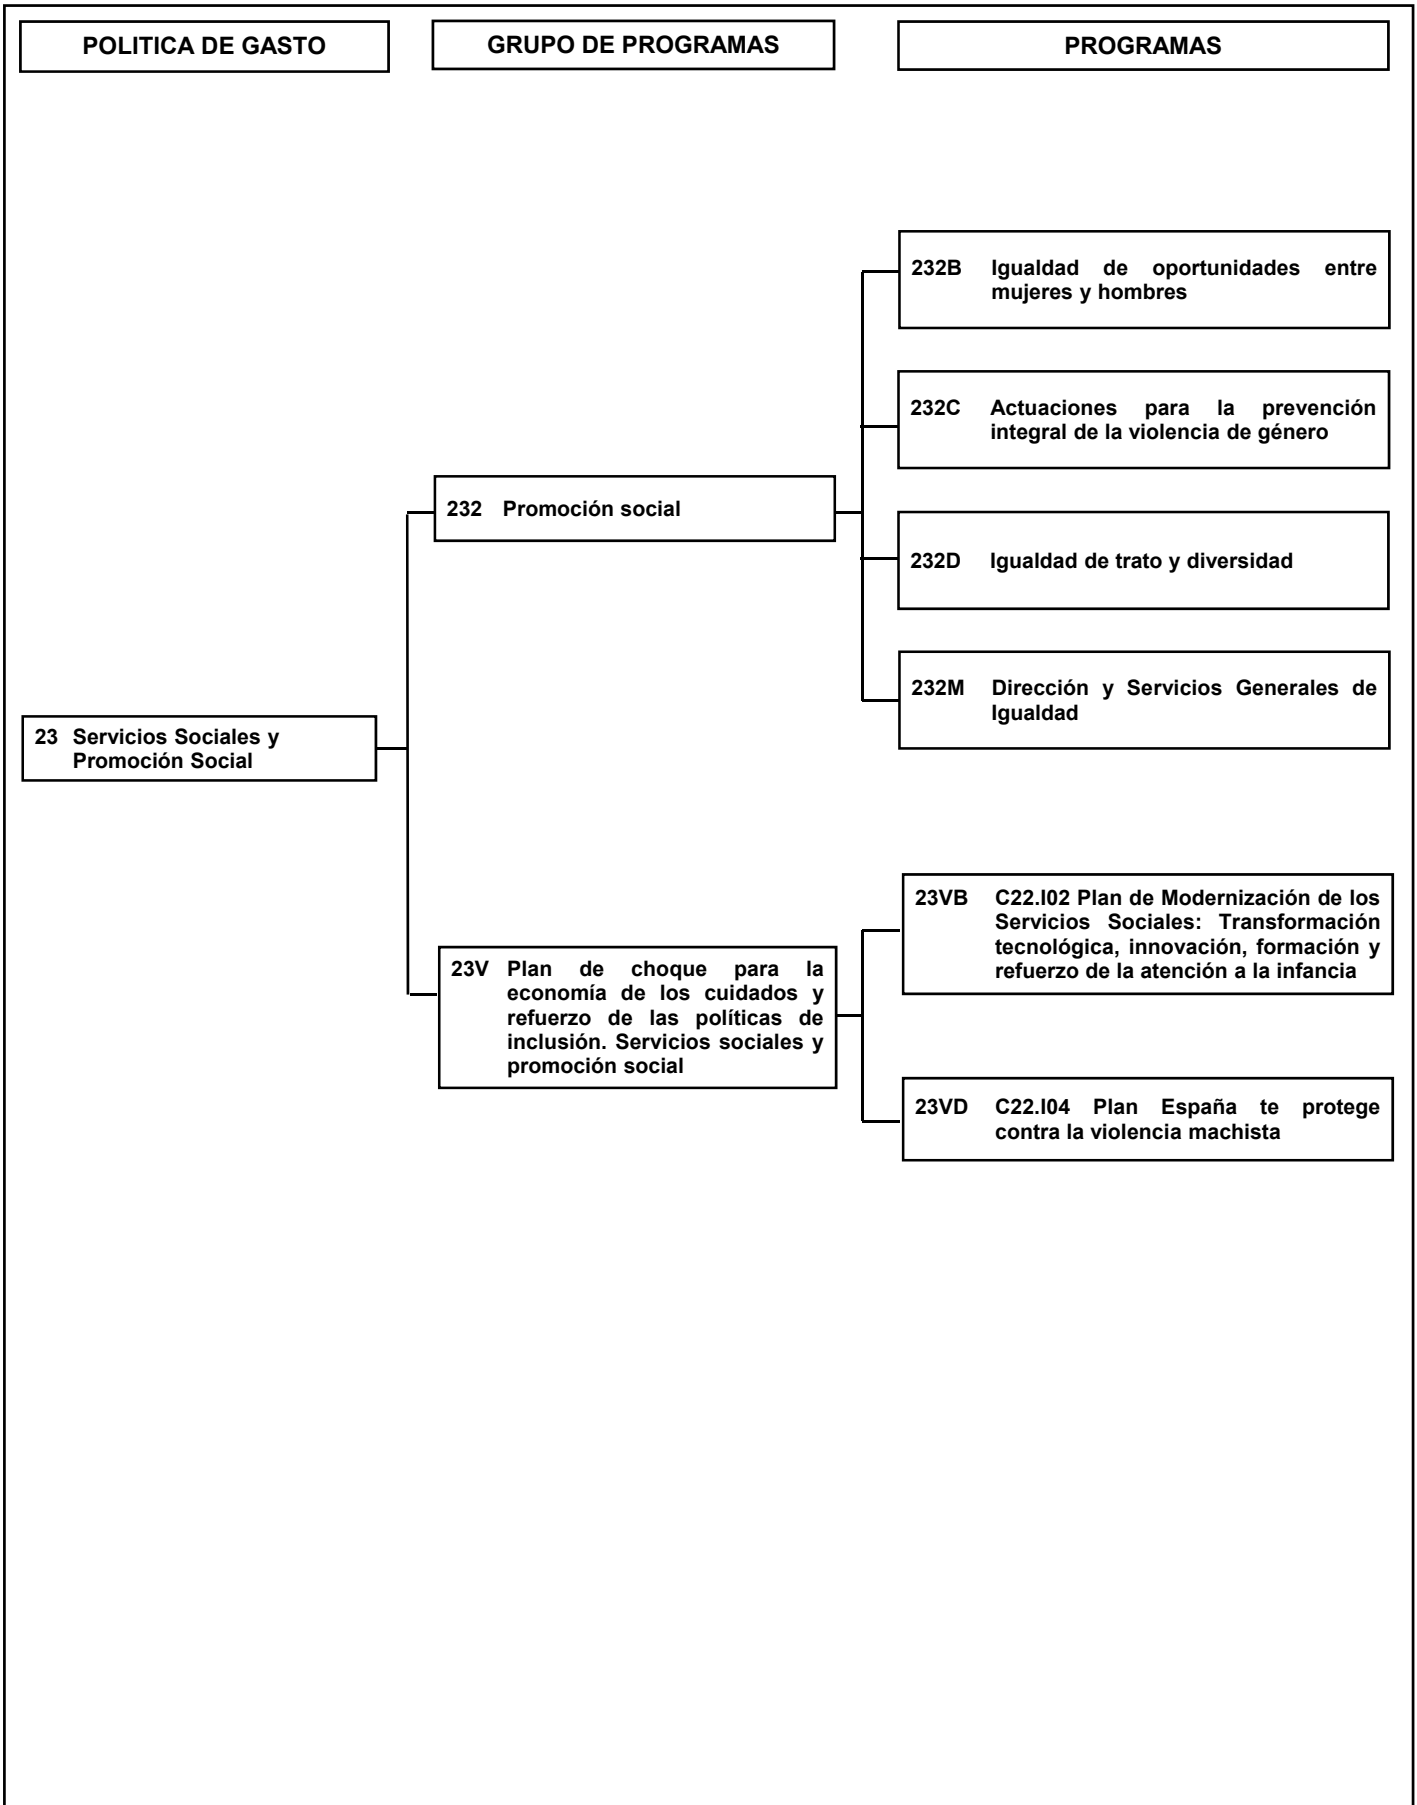 POLITICA DE GASTO
GRUPO DE PROGRAMAS
PROGRAMAS
232B Igualdad de oportunidades entre
mujeres y hombres
232C Actuaciones para la prevención
integral de la violencia de género
232 Promoción social
232D Igualdad de trato y diversidad
232M Dirección y Servicios Generales de
Igualdad
23 Servicios Sociales y
Promoción Social
23VB C22.I02 Plan de Modernización de los
Servicios Sociales: Transformación
tecnológica, innovación, formación y
refuerzo de la atención a la infancia
23V Plan de choque para la
economía de los cuidados y
refuerzo de las políticas de
inclusión. Servicios sociales y
promoción social
23VD C22.I04 Plan España te protege
contra la violencia machista